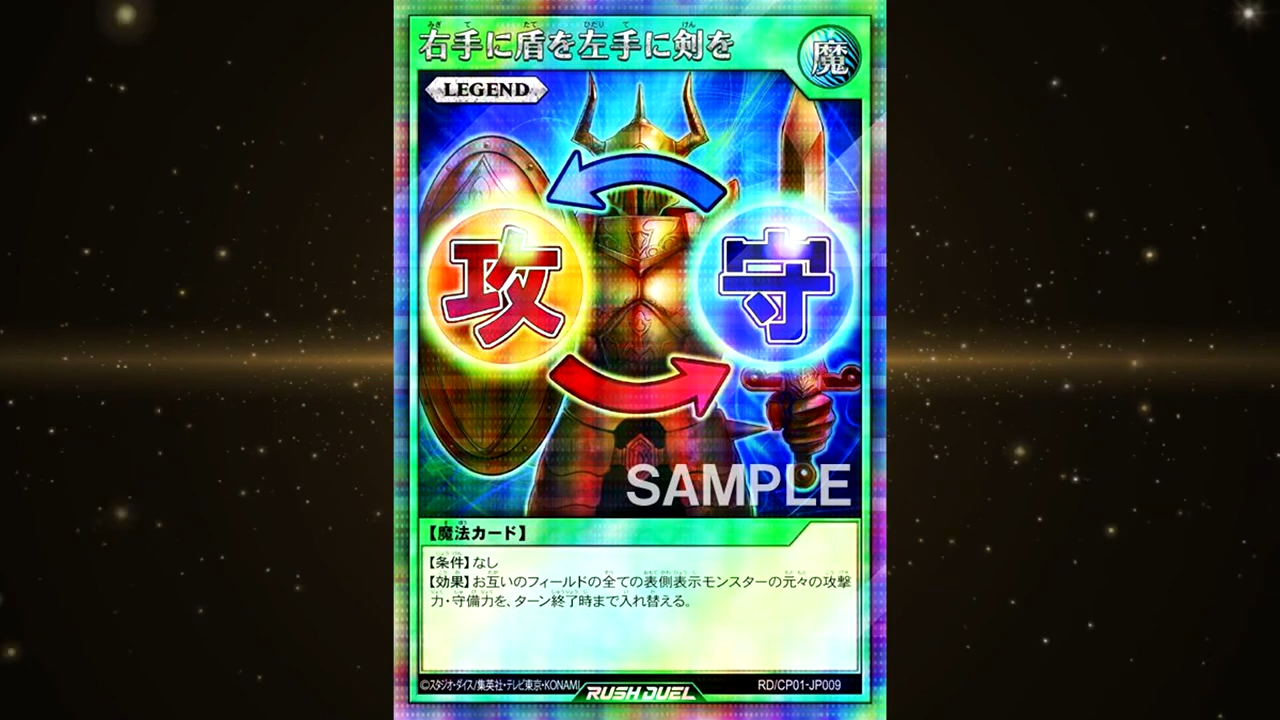 右手に盾を左手に剣を
魔
LEGEND
攻
守
SAMPLE
【魔法カード】
【条件】なし
【効果】お互いのフィールドの全ての表側表示モンスターの元々の攻撃
力・守備力を、ターン終了時まで入れ替える。
©スタジオ・ダイス/集英社・テレビ東京・KONAMI
RUSH DUEL
RD/CP01-JP009